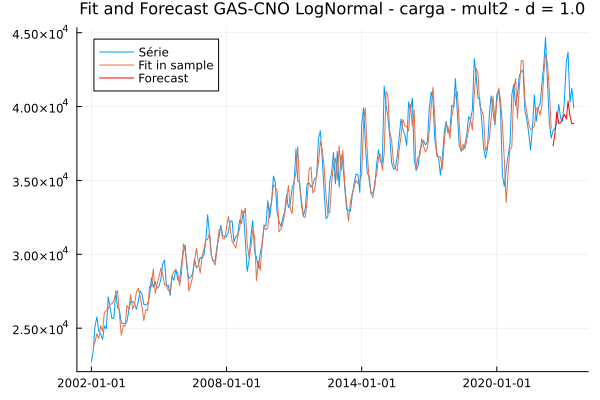 Fit and Forecast GAS-CNO LogNormal - carga - mult2 - d = 1.0
4.50×10⁴
4.00×10⁴
3.50×10⁴
3.00×10⁴
2.50×10⁴
Série
Fit in sample
Forecast
2002-01-01 2008-01-01 2014-01-01 2020-01-01